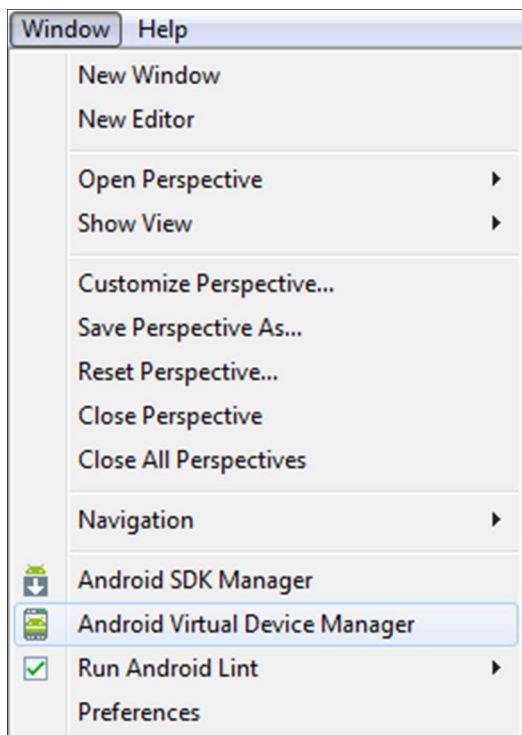 Window Help
New Window
New Editor
Open Perspective
Show View
Customize Perspective...
Save Perspective As...
Reset Perspective...
Close Perspective
Close All Perspectives
Navigation
Android SDK Manager
Android Virtual Device Manager
Run Android Lint
Preferences